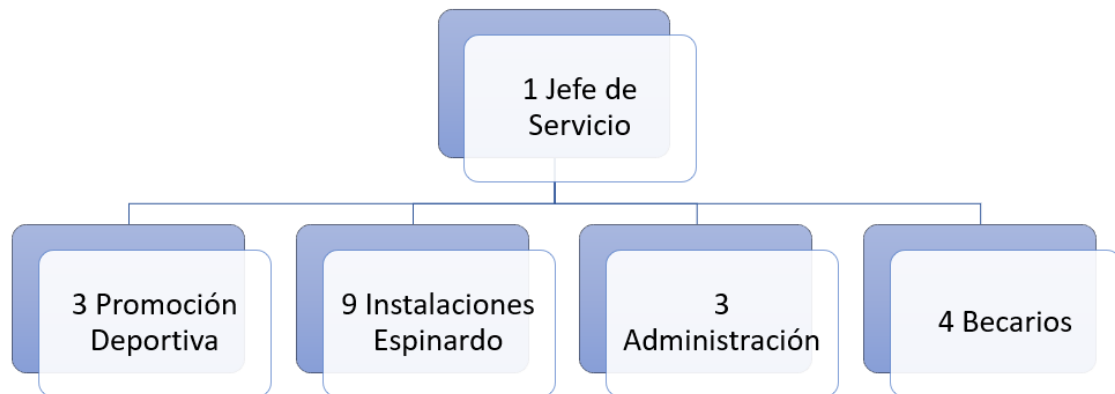 1 Jefe de
Servicio
3 Promoción
Deportiva
9 Instalaciones
Espinardo
3
Administración
4 Becarios